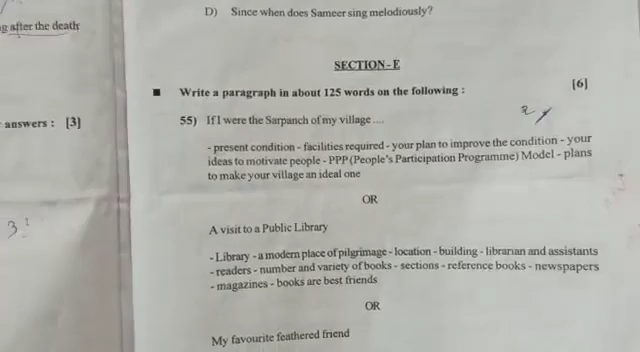 g after the death
answers : [3]
3
D) Since when does Sameer sing melodiously?
SECTION - E
■ Write a paragraph in about 125 words on the following : [6]
55) If I were the Sarpanch of my village ....
- present condition - facilities required - your plan to improve the condition - your
ideas to motivate people - PPP (People's Participation Programme) Model - plans
to make your village an ideal one
OR
A visit to a Public Library
- Library - a modern place of pilgrimage - location - building - librarian and assistants
- readers - number and variety of books - sections - reference books - newspapers
- magazines - books are best friends
OR
My favourite feathered friend